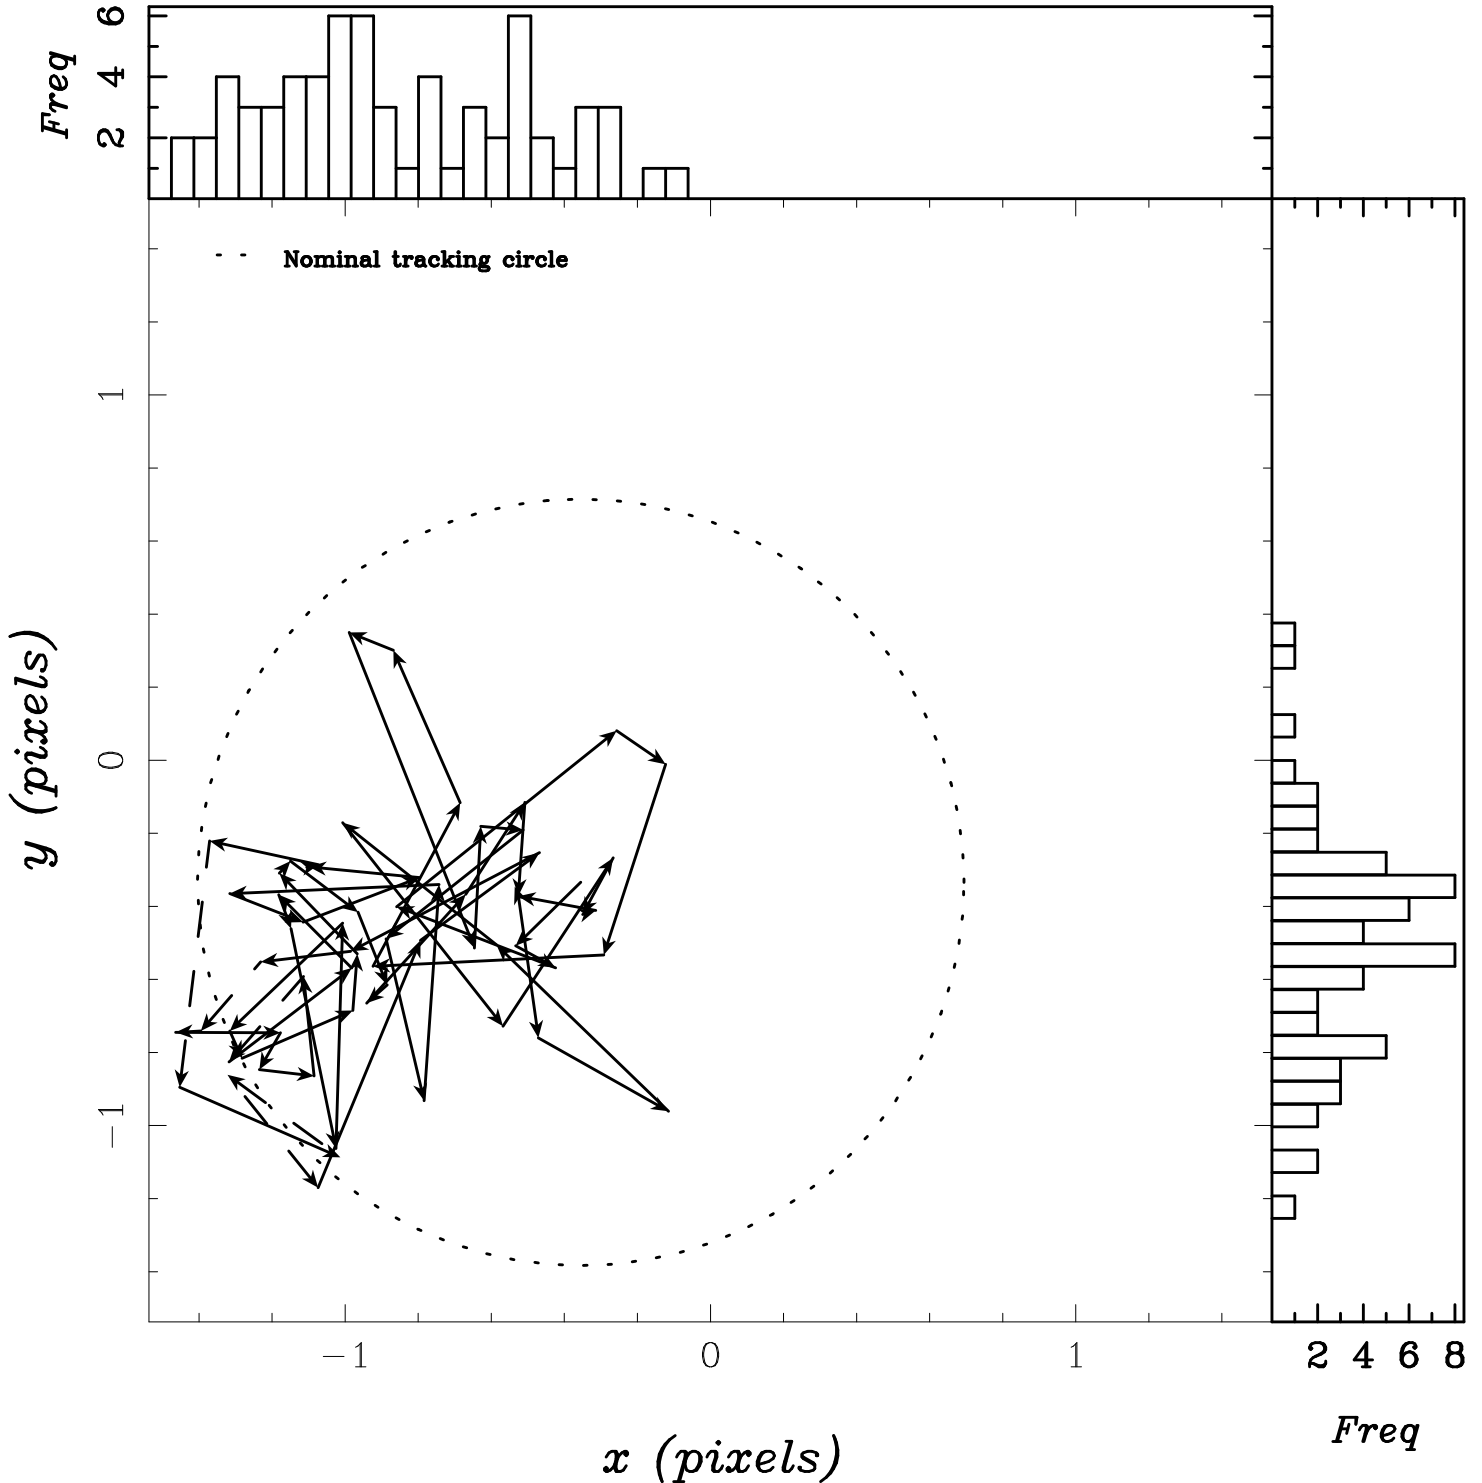 6
4
2
Freq
Nominal tracking circle
1
0
−1
y (pixels)
−1 0 1
2 4 6 8
x (pixels)
Freq